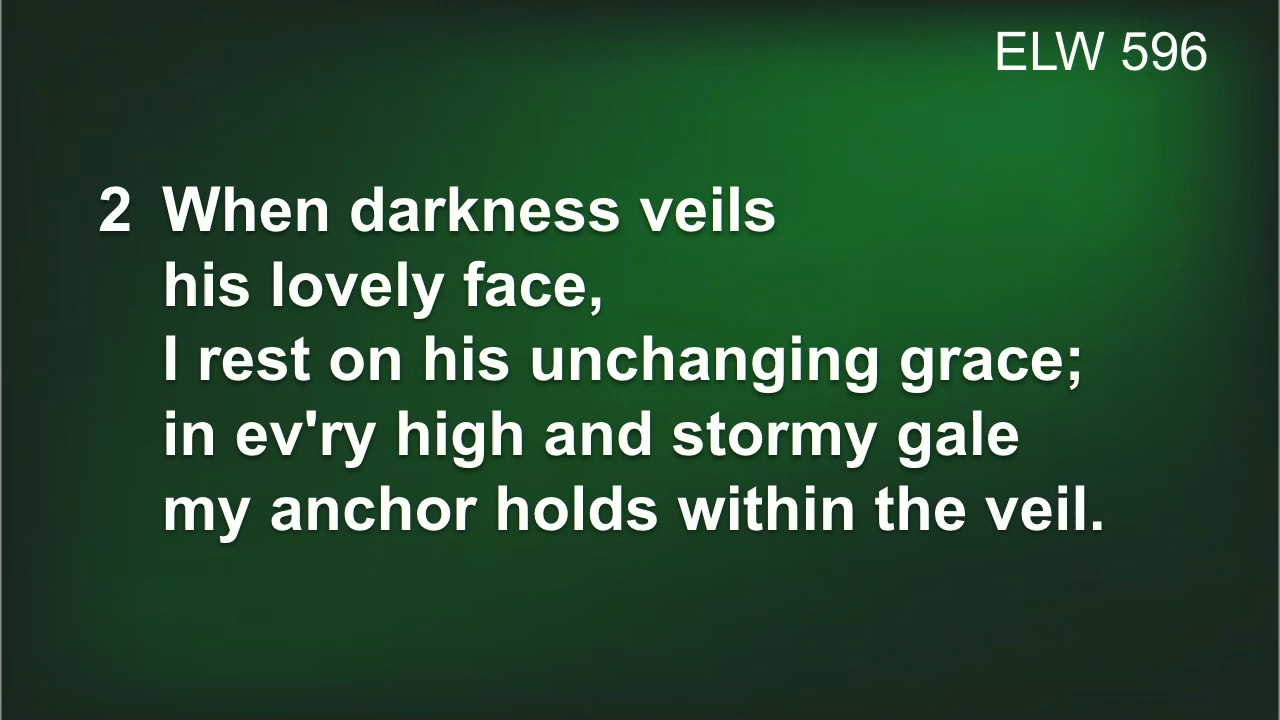 ELW 596
2 When darkness veils
his lovely face,
I rest on his unchanging grace;
in ev'ry high and stormy gale
my anchor holds within the veil.